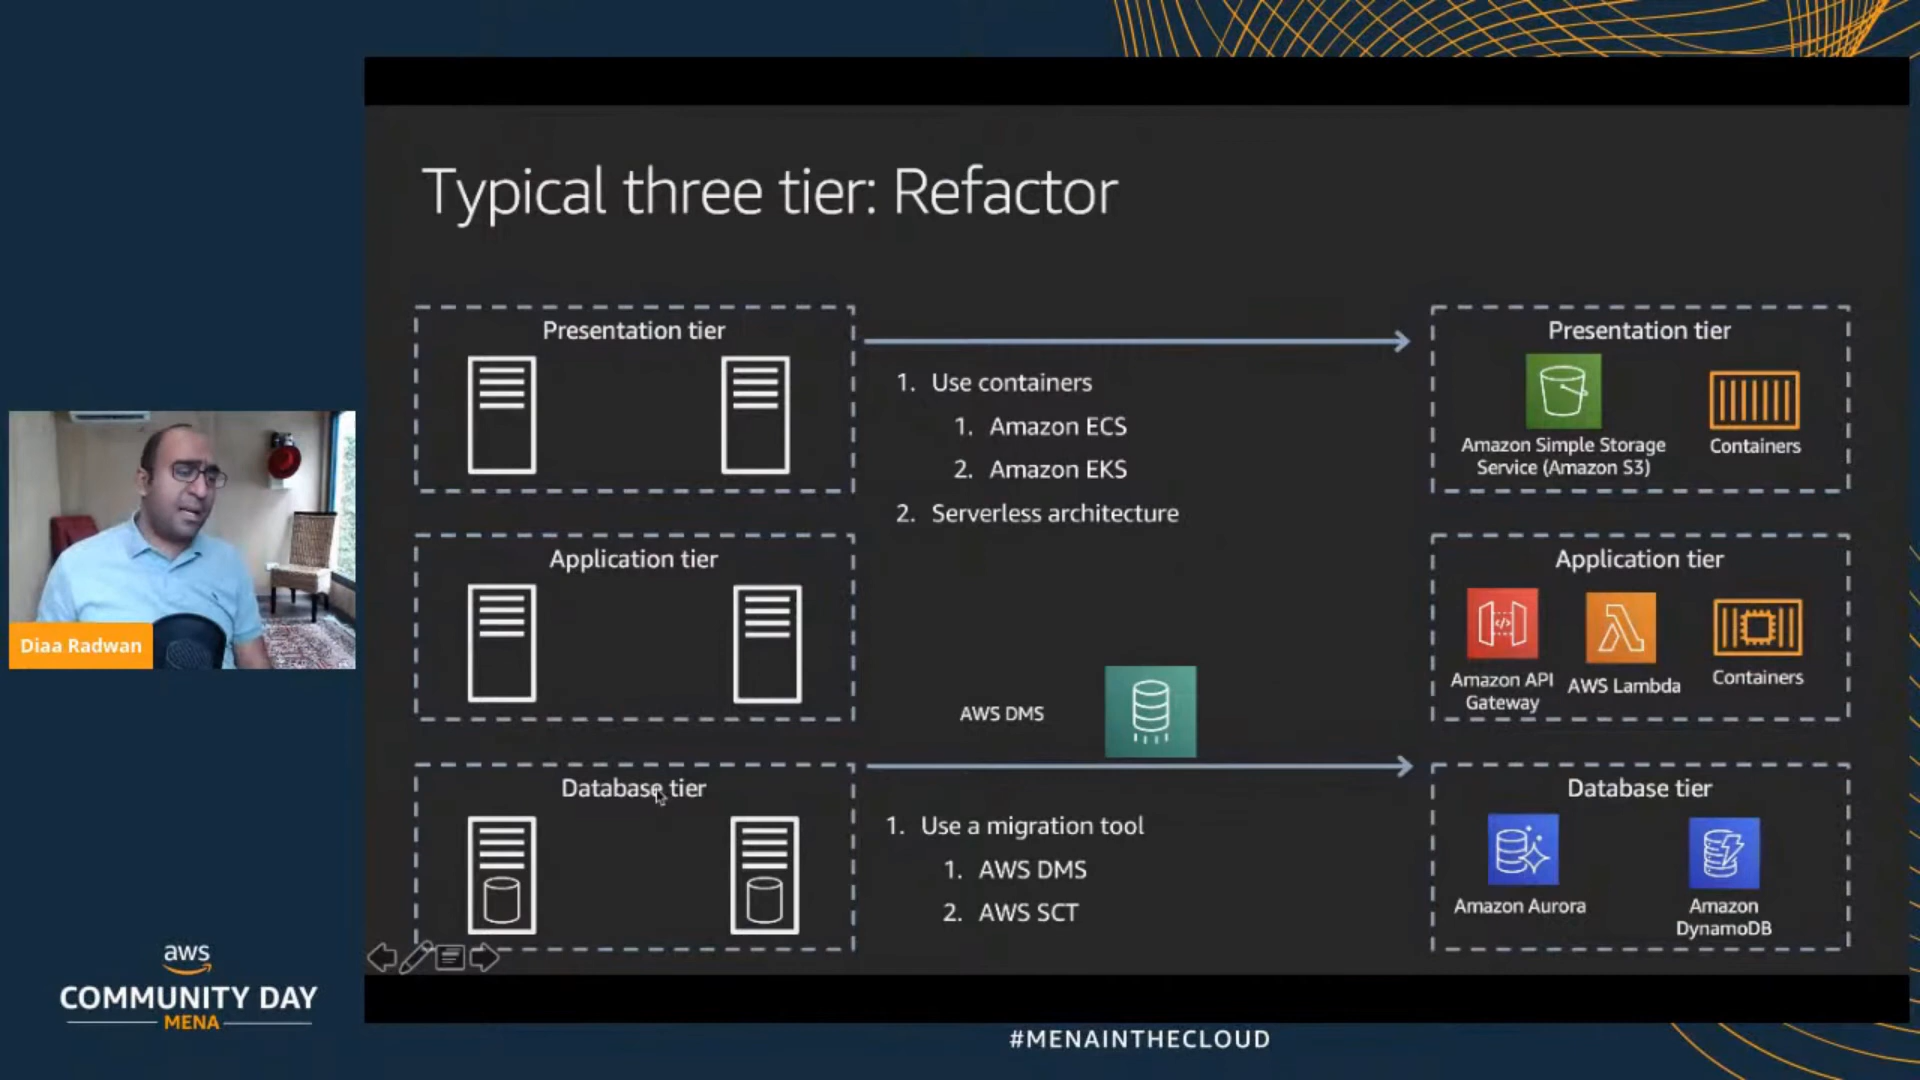 Typical three tier: Refactor
Presentation tier
1. Use containers
1. Amazon ECS
2. Amazon EKS
2. Serverless architecture
Presentation tier
Amazon Simple Storage
Service (Amazon S3)
Containers
Application tier
Application tier
Amazon API
Gateway
AWS Lambda
Containers
AWS DMS
Database tier
1. Use a migration tool
1. AWS DMS
2. AWS SCT
Database tier
Amazon Aurora
Amazon
DynamoDB
Diaa Radwan
aws
COMMUNITY DAY
MENA
#MENAINTHECLOUD